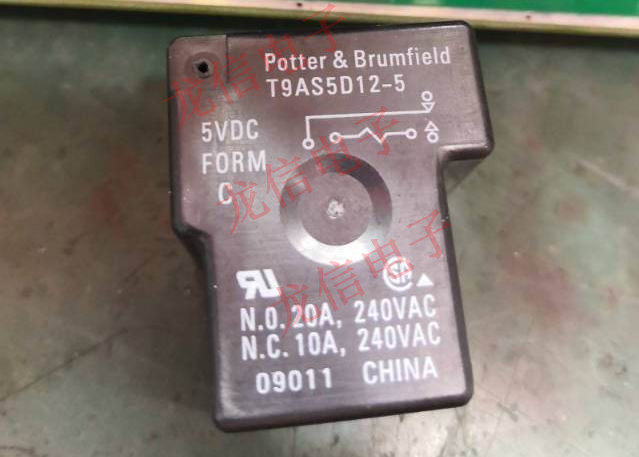 Potter & Brumfield
T9AS5D12-5
5VDC
FORM
C
N.O. 20A, 240VAC
N.C. 10A, 240VAC
09011 CHINA
龙信电子
龙信电子
龙信电子